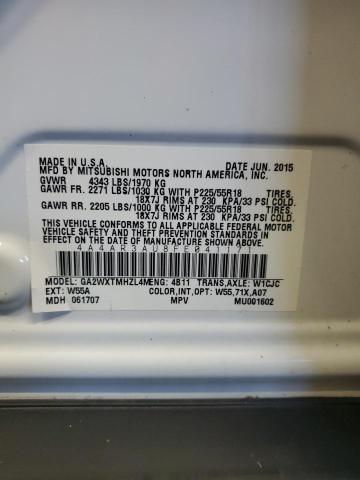 MADE IN U.S.A. DATE JUN. 2015
MFD BY MITSUBISHI MOTORS NORTH AMERICA, INC.
GVWR 4343 LBS/1970 KG
GAWR FR. 2271 LBS/1030 KG WITH P225/55R18 TIRES,
18X7J RIMS AT 230 KPA/33 PSI COLD.
GAWR RR. 2205 LBS/1000 KG WITH P225/55R18 TIRES,
18X7J RIMS AT 230 KPA/33 PSI COLD.
THIS VEHICLE CONFORMS TO ALL APPLICABLE FEDERAL MOTOR
VEHICLE SAFETY AND THEFT PREVENTION STANDARDS IN
EFFECT ON THE DATE OF MANUFACTURE SHOWN ABOVE.
4A4AR3AU8FE041171
MODEL: GA2WXTMHZL4M ENG: 4B11 TRANS,AXLE: W1CJC
EXT: W55A COLOR,INT,OPT: W55,71X,A07
MDH 061707 MPV MU001602